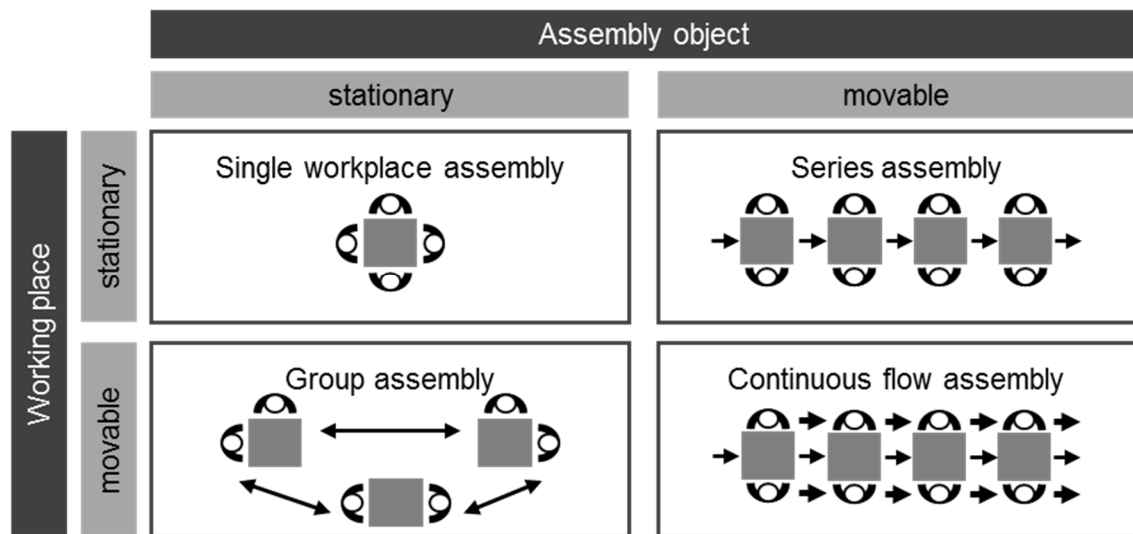 Assembly object
stationary
movable
Working place
stationary
Single workplace assembly
Series assembly
movable
Group assembly
Continuous flow assembly